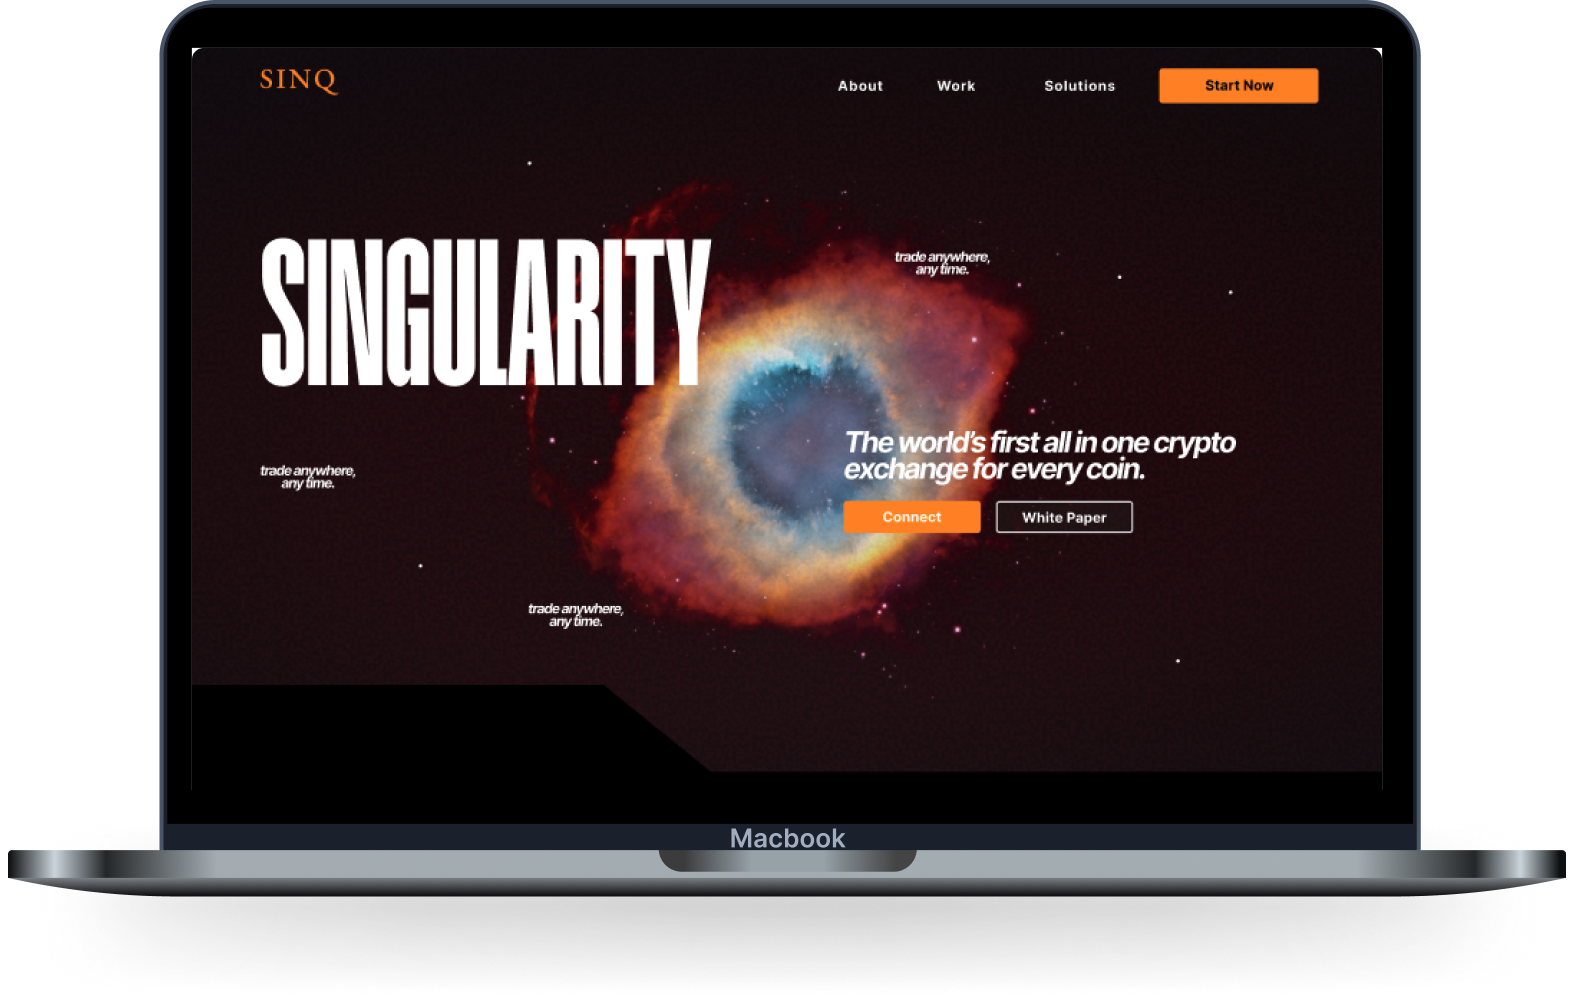 SINQ
About
Work
Solutions
Start Now
SINGULARITY
trade anywhere,
any time.
The world's first all in one crypto
exchange for every coin.
trade anywhere,
any time.
Connect
White Paper
trade anywhere,
any time.
Macbook